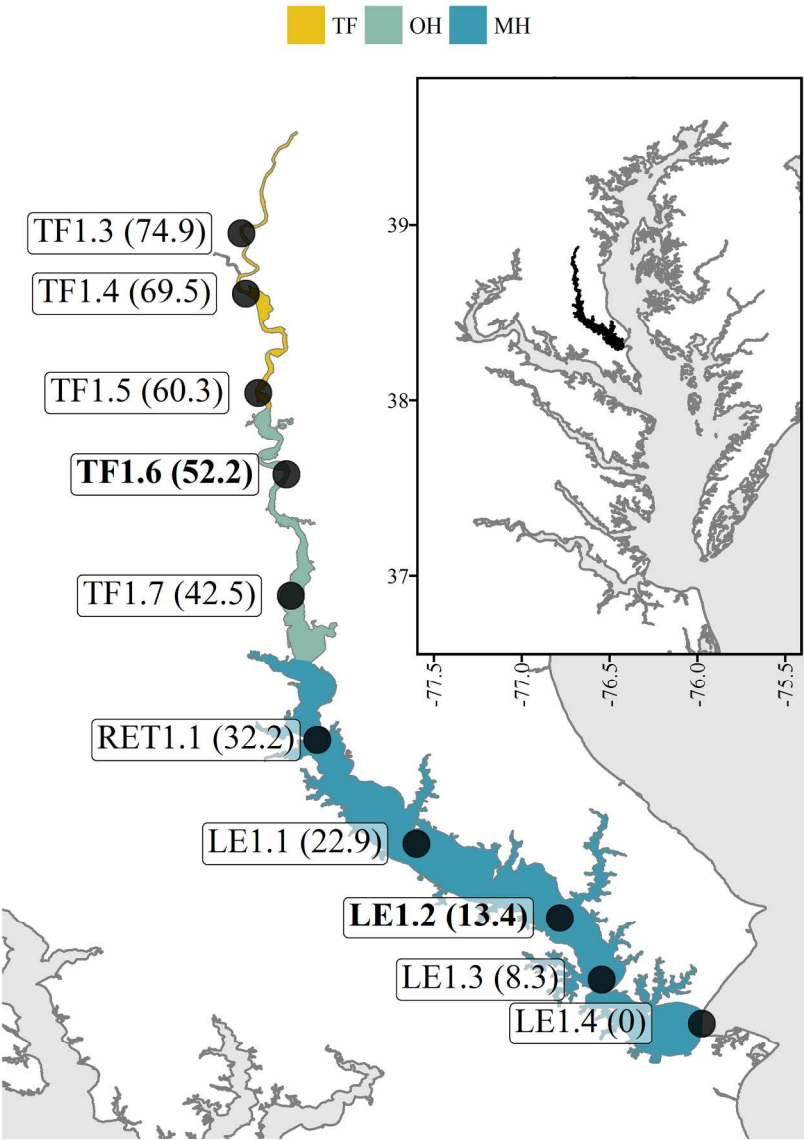 TF OH MH
TF1.3 (74.9)
TF1.4 (69.5)
TF1.5 (60.3)
TF1.6 (52.2)
TF1.7 (42.5)
RET1.1 (32.2)
LE1.1 (22.9)
LE1.2 (13.4)
LE1.3 (8.3)
LE1.4 (0)
39
38
37
-77.5
-77.0
-76.5
-76.0
-75.5